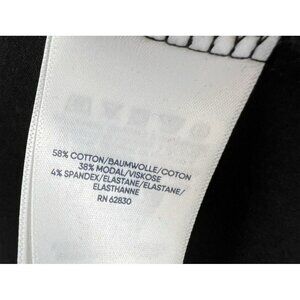 58% COTTON/BAUMWOLLE/COTON
38% MODAL/VISKOSE
4% SPANDEX/ELASTANE/ELASTANE/
ELASTHANNE
RN 62830